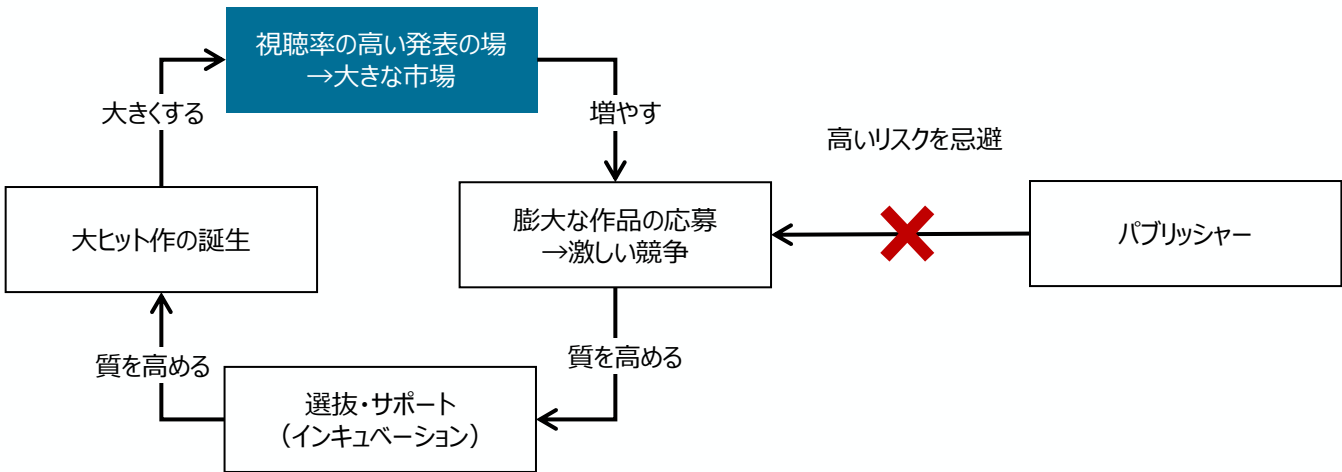 視聴率の高い発表の場
→大きな市場
大きくする
増やす
高いリスクを忌避
大ヒット作の誕生
膨大な作品の応募
→激しい競争
パブリッシャー
質を高める
質を高める
選抜・サポート
（インキュベーション）